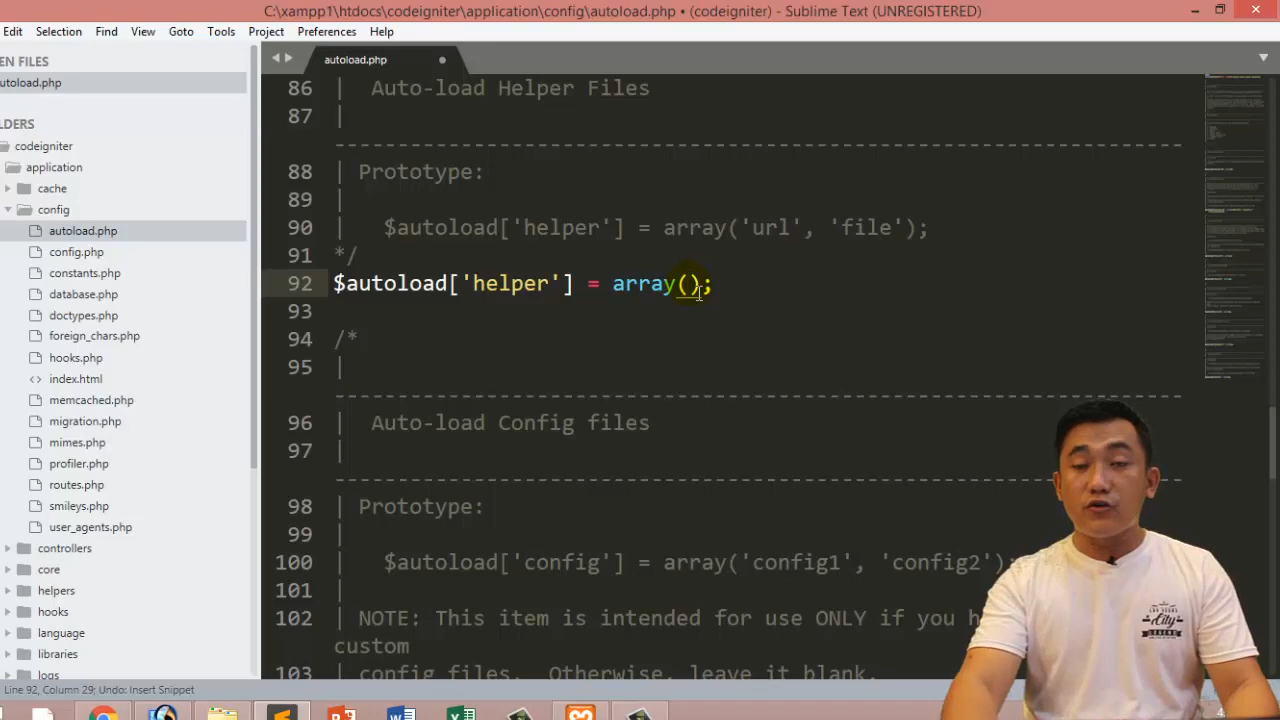 C:\xampp1\htdocs\codeigniter\application\config\autoload.php • (codeigniter) - Sublime Text (UNREGISTERED)
Edit Selection Find View Goto Tools Project Preferences Help
EN FILES
utoload.php
LDERS
codeigniter
application
cache
config
autoload.php
config.php
constants.php
database.php
doctypes.php
foreign_chars.php
hooks.php
index.html
memcached.php
migration.php
mimes.php
profiler.php
routes.php
smileys.php
user_agents.php
controllers
core
helpers
hooks
language
libraries
logs
autoload.php
86 | Auto-load Helper Files
87 |
--------------------------------------------------------------------
88 | Prototype:
89 |
90 | $autoload['helper'] = array('url', 'file');
91 */
92 $autoload['helper'] = array();
93
94 /*
95 |
--------------------------------------------------------------------
96 | Auto-load Config files
97 |
--------------------------------------------------------------------
98 | Prototype:
99 |
100 | $autoload['config'] = array('config1', 'config2');
101 |
102 | NOTE: This item is intended for use ONLY if you h
custom
103 | config files. Otherwise, leave it blank.
CITY
LEGEND
Line 92, Column 29; Undo: Insert Snippet